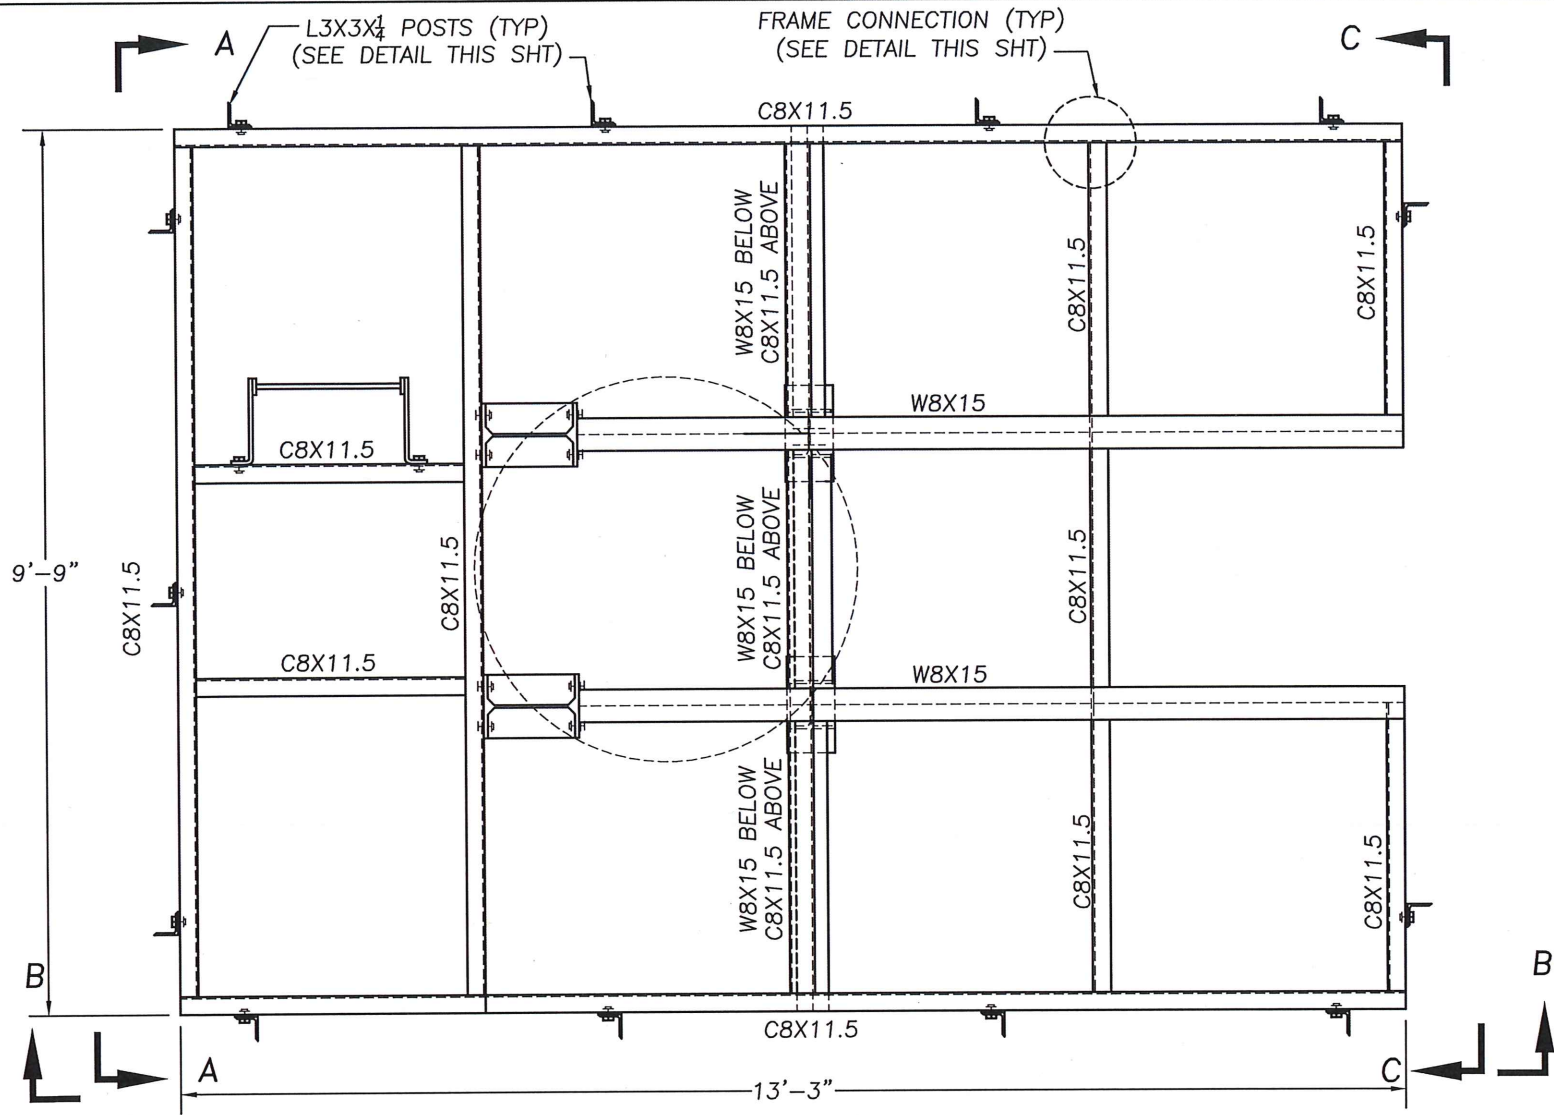 L3X3X1/4 POSTS (TYP)
(SEE DETAIL THIS SHT)
FRAME CONNECTION (TYP)
(SEE DETAIL THIS SHT)
A
C
C8X11.5
W8X15 BELOW
C8X11.5 ABOVE
C8X11.5
C8X11.5
W8X15
C8X11.5
9'-9"
C8X11.5
C8X11.5
W8X15 BELOW
C8X11.5 ABOVE
C8X11.5
C8X11.5
W8X15
W8X15 BELOW
C8X11.5 ABOVE
C8X11.5
C8X11.5
B
B
C8X11.5
A
C
13'-3"